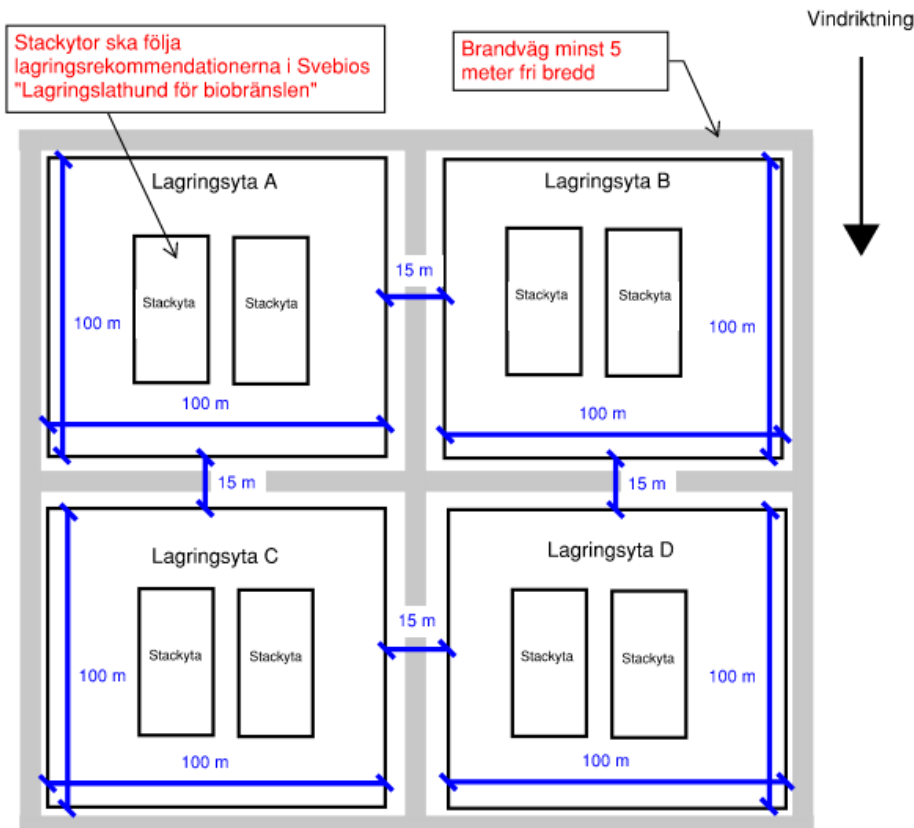 Vindriktning
Stackytor ska följa
lagringsrekommendationerna i Svebios
"Lagringslathund för biobränslen"
Brandväg minst 5
meter fri bredd
Lagringsyta A
Lagringsyta B
15 m
Stackyta
Stackyta
Stackyta
Stackyta
100 m
100 m
100 m
100 m
15 m
15 m
Lagringsyta C
Lagringsyta D
15 m
Stackyta
Stackyta
Stackyta
Stackyta
100 m
100 m
100 m
100 m